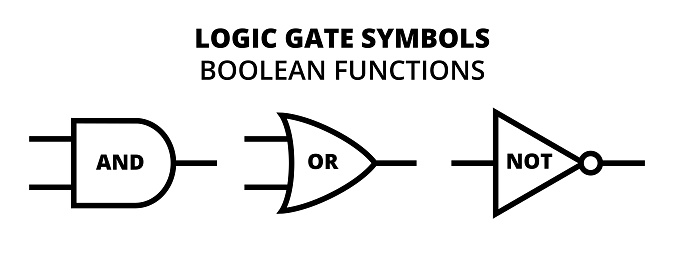 LOGIC GATE SYMBOLS
BOOLEAN FUNCTIONS
AND OR NOT